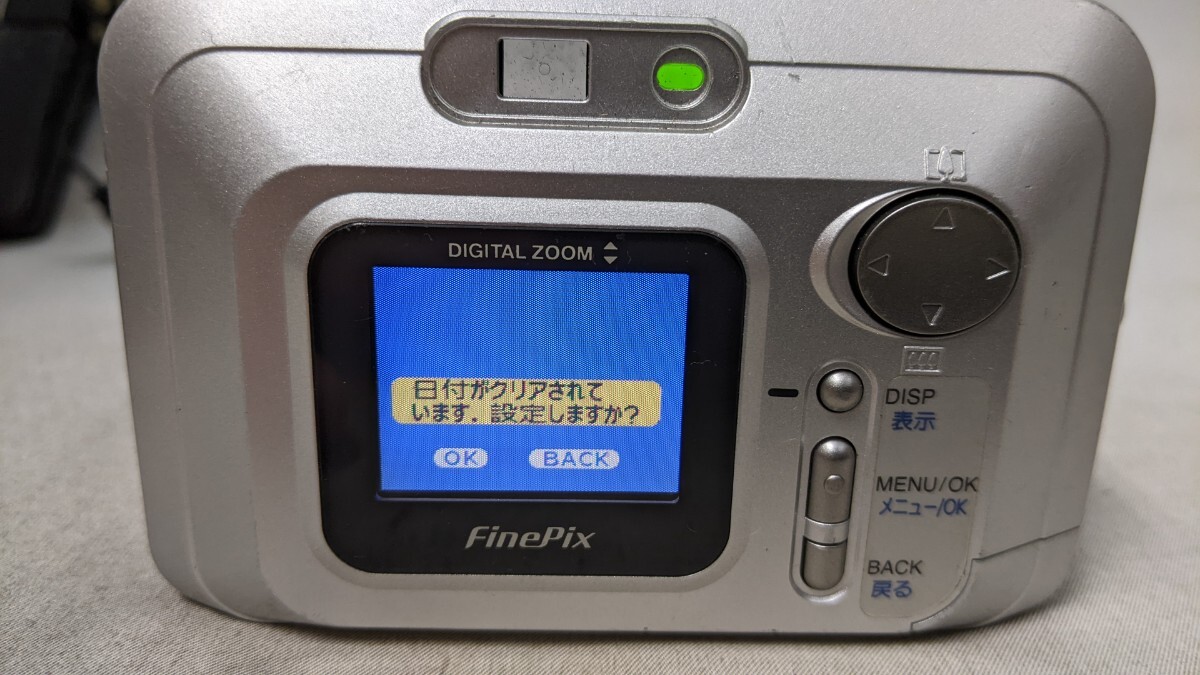 DIGITAL ZOOM
日付がクリアされて
います．設定しますか？
OK BACK
FinePix
DISP
表示
MENU/OK
メニュー/OK
BACK
戻る